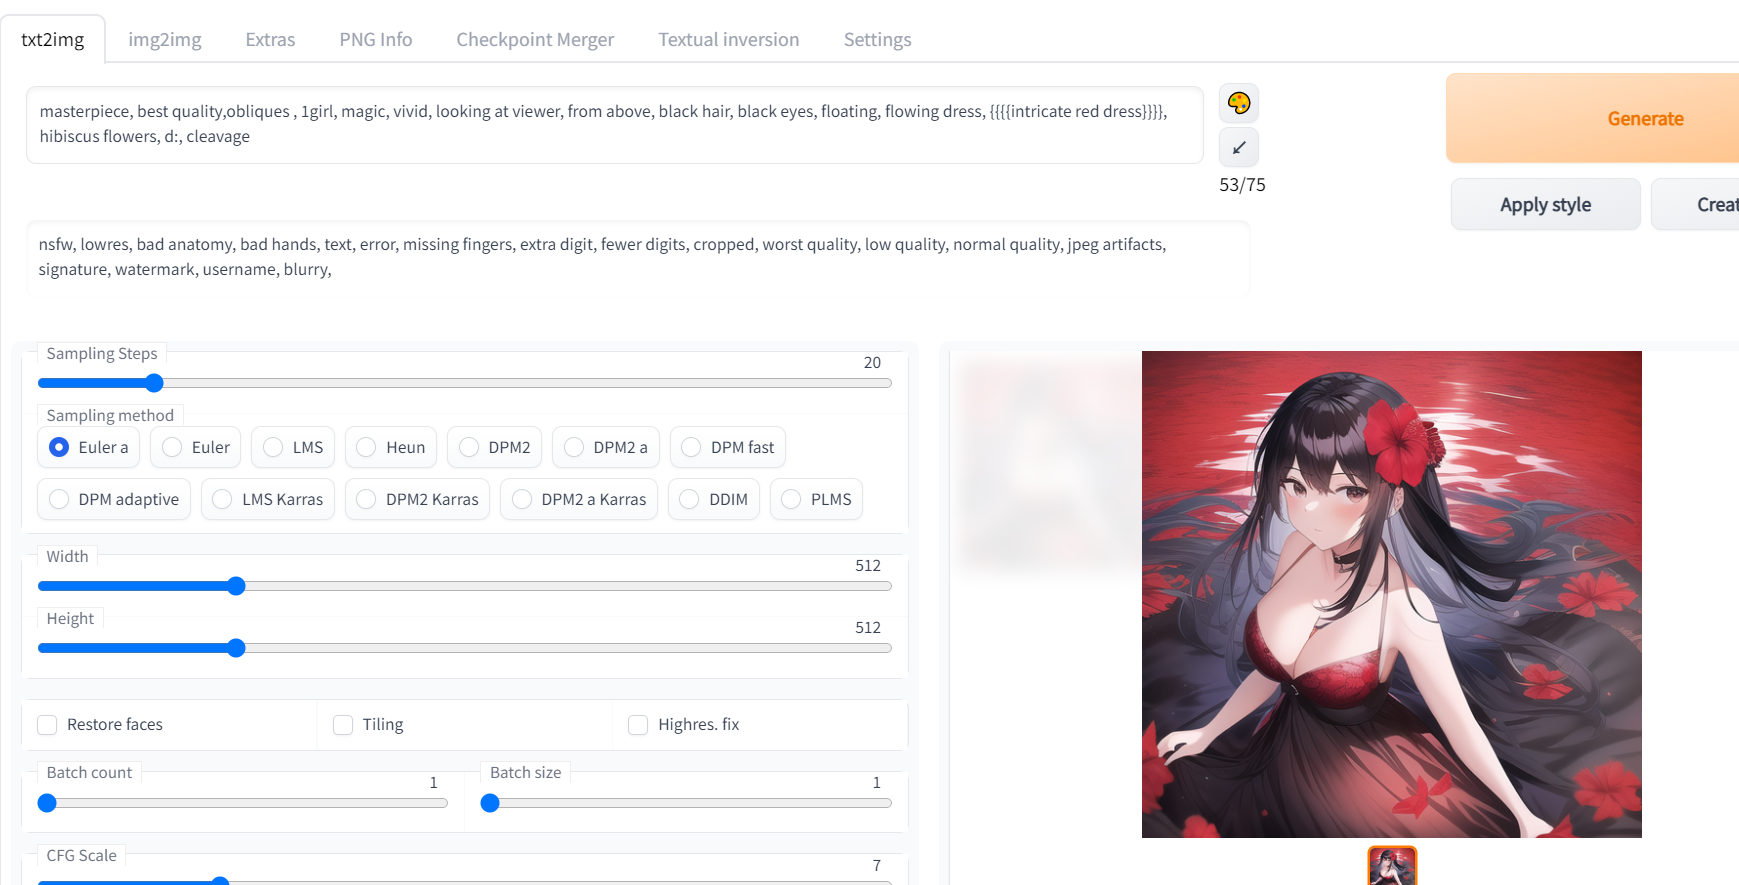 txt2img img2img Extras PNG Info Checkpoint Merger Textual inversion Settings
masterpiece, best quality,obliques , 1girl, magic, vivid, looking at viewer, from above, black hair, black eyes, floating, flowing dress, {{{{intricate red dress}}}},
hibiscus flowers, d:, cleavage
53/75
Generate
Apply style Creat
nsfw, lowres, bad anatomy, bad hands, text, error, missing fingers, extra digit, fewer digits, cropped, worst quality, low quality, normal quality, jpeg artifacts,
signature, watermark, username, blurry,
Sampling Steps
20
Sampling method
Euler a Euler LMS Heun DPM2 DPM2 a DPM fast
DPM adaptive LMS Karras DPM2 Karras DPM2 a Karras DDIM PLMS
Width
512
Height
512
Restore faces Tiling Highres. fix
Batch count
1
Batch size
1
CFG Scale
7